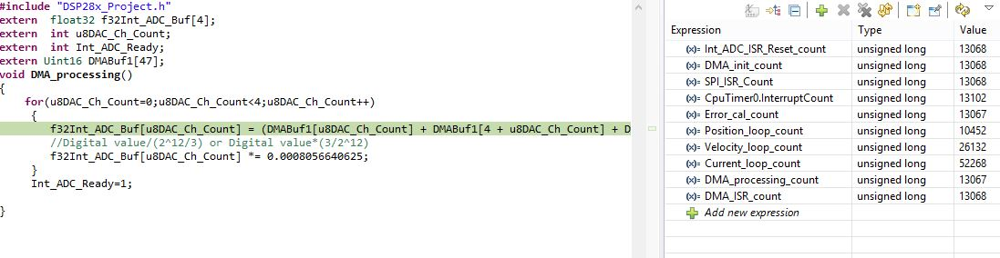 #include "DSP28x_Project.h"
extern  float32 f32Int_ADC_Buf[4];
extern  int u8DAC_Ch_Count;
extern  int Int_ADC_Ready;
extern Uint16 DMABuf1[47];
void DMA_processing()
{
for(u8DAC_Ch_Count=0;u8DAC_Ch_Count<4;u8DAC_Ch_Count++)
{
f32Int_ADC_Buf[u8DAC_Ch_Count] = (DMABuf1[u8DAC_Ch_Count] + DMABuf1[4 + u8DAC_Ch_Count] + D
//Digital value/(2^12/3) or Digital value*(3/2^12)
f32Int_ADC_Buf[u8DAC_Ch_Count] *= 0.0008056640625;
}
Int_ADC_Ready=1;
}
Expression Type Value
(x)= Int_ADC_ISR_Reset_count unsigned long 13068
(x)= DMA_init_count unsigned long 13068
(x)= SPI_ISR_Count unsigned long 13068
(x)= CpuTimer0.InterruptCount unsigned long 13102
(x)= Error_cal_count unsigned long 13067
(x)= Position_loop_count unsigned long 10452
(x)= Velocity_loop_count unsigned long 26132
(x)= Current_loop_count unsigned long 52268
(x)= DMA_processing_count unsigned long 13067
(x)= DMA_ISR_count unsigned long 13068
Add new expression